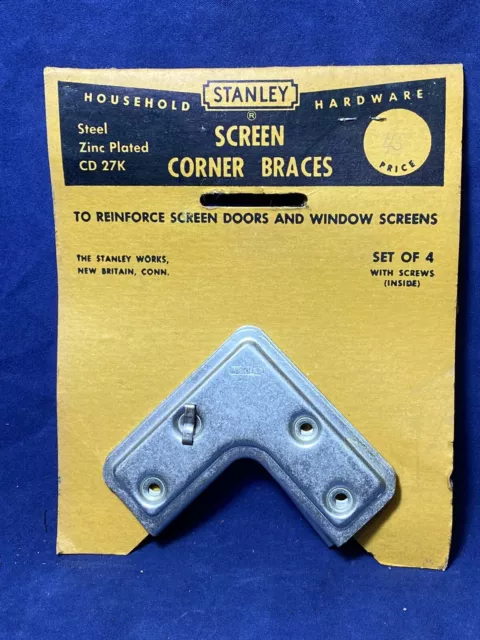 HOUSEHOLD STANLEY HARDWARE
®
Steel
Zinc Plated
CD 27K
SCREEN
CORNER BRACES
PRICE
TO REINFORCE SCREEN DOORS AND WINDOW SCREENS
THE STANLEY WORKS,
NEW BRITAIN, CONN.
SET OF 4
WITH SCREWS
(INSIDE)